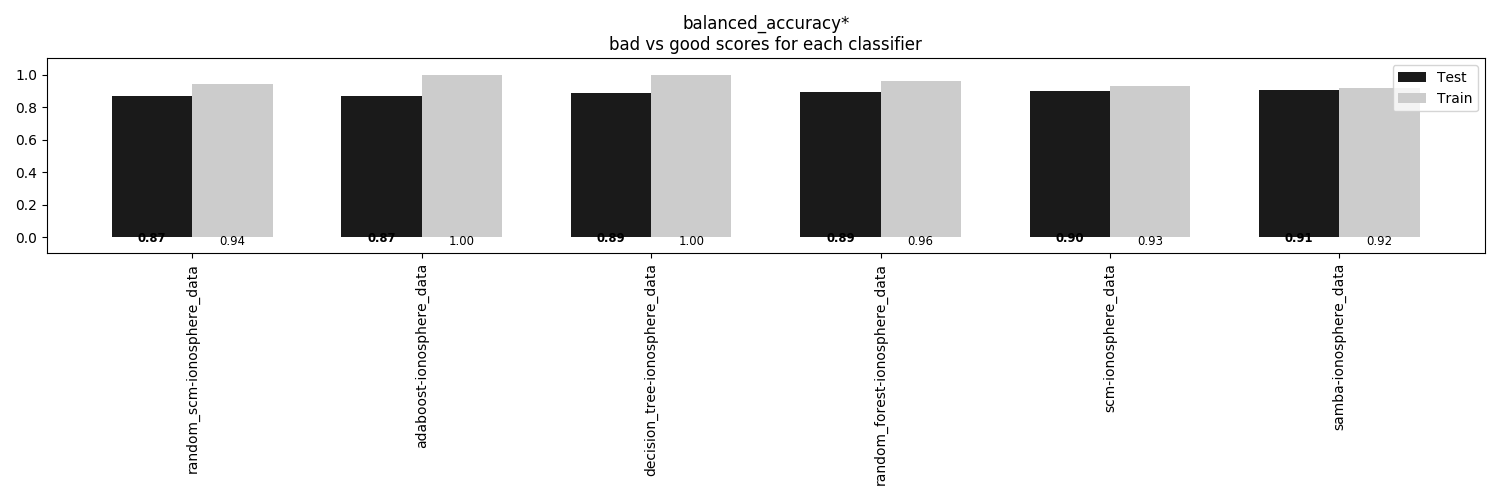 balanced_accuracy*
bad vs good scores for each classifier
Test
Train
1.0
0.8
0.6
0.4
0.2
0.0
0.87
0.94
0.87
1.00
0.89
1.00
0.89
0.96
0.90
0.93
0.91
0.92
random_scm-ionosphere_data
adaboost-ionosphere_data
decision_tree-ionosphere_data
random_forest-ionosphere_data
scm-ionosphere_data
samba-ionosphere_data